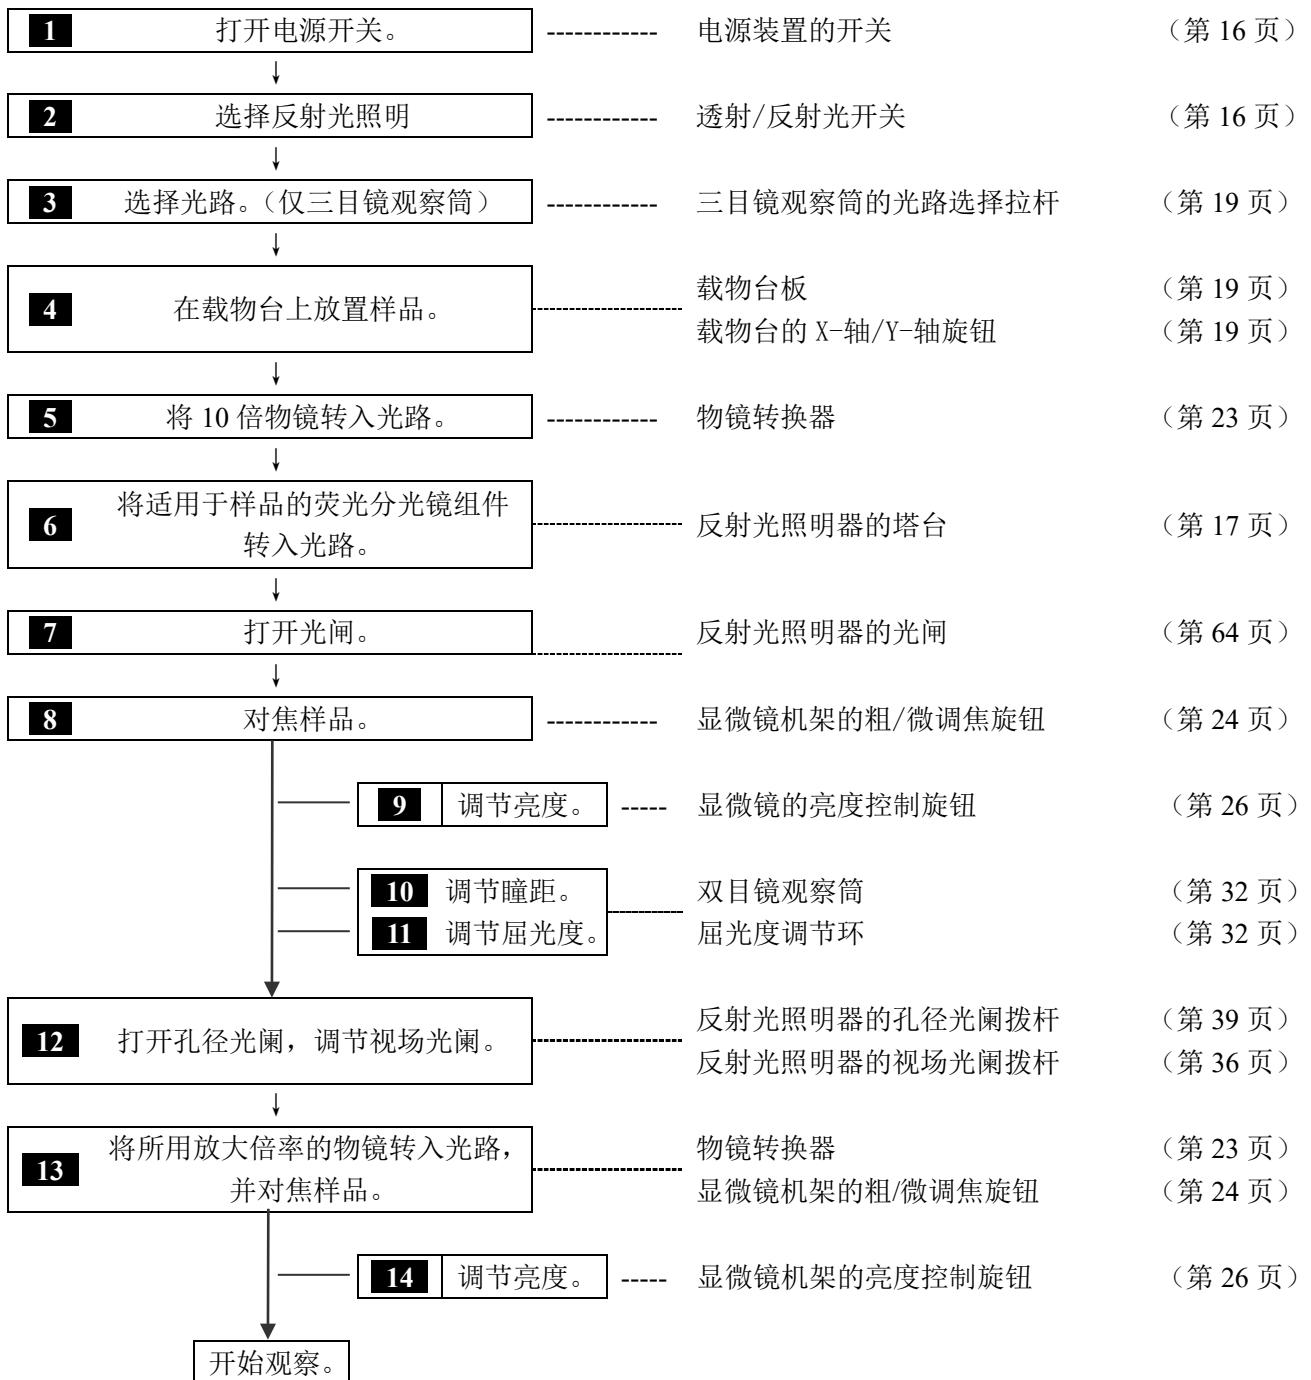 1 打开电源开关。 ------------ 电源装置的开关 （第 16 页）
↓
2 选择反射光照明 ------------ 透射/反射光开关 （第 16 页）
↓
3 选择光路。（仅三目镜观察筒） ------------ 三目镜观察筒的光路选择拉杆 （第 19 页）
↓
4 在载物台上放置样品。
载物台板 （第 19 页）
载物台的 X-轴/Y-轴旋钮 （第 19 页）
↓
5 将 10 倍物镜转入光路。 ------------ 物镜转换器 （第 23 页）
↓
6 将适用于样品的荧光分光镜组件
转入光路。
反射光照明器的塔台 （第 17 页）
↓
7 打开光闸。 反射光照明器的光闸 （第 64 页）
↓
8 对焦样品。 ------------ 显微镜机架的粗/微调焦旋钮 （第 24 页）
9 调节亮度。 ----- 显微镜的亮度控制旋钮 （第 26 页）
10 调节瞳距。 双目镜观察筒 （第 32 页）
11 调节屈光度。 屈光度调节环 （第 32 页）
12 打开孔径光阑，调节视场光阑。
反射光照明器的孔径光阑拨杆 （第 39 页）
反射光照明器的视场光阑拨杆 （第 36 页）
↓
13 将所用放大倍率的物镜转入光路，
并对焦样品。
物镜转换器 （第 23 页）
显微镜机架的粗/微调焦旋钮 （第 24 页）
14 调节亮度。 ----- 显微镜机架的亮度控制旋钮 （第 26 页）
开始观察。